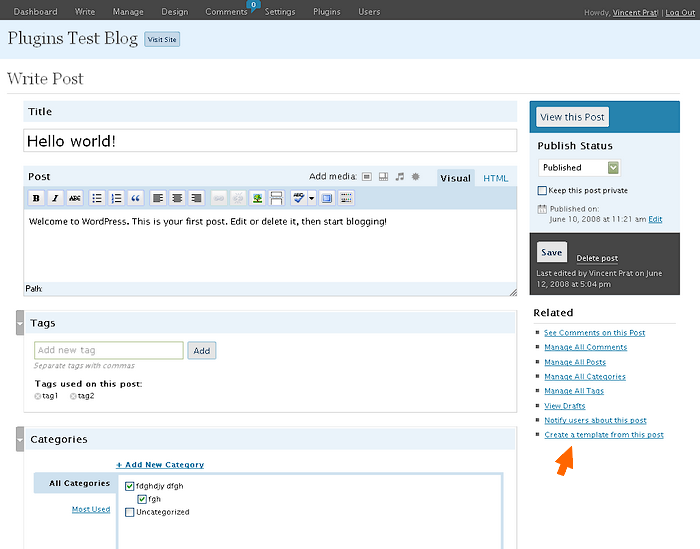 Dashboard Write Manage Design Comments 0 Settings Plugins Users Howdy, Vincent Prat! | Log Out
Plugins Test Blog Visit Site
Write Post
Title
Hello world!
Post Add media: Visual HTML
B I ABC ABC
Welcome to WordPress. This is your first post. Edit or delete it, then start blogging!
Path:
Tags
Add new tag Add
Separate tags with commas
Tags used on this post:
tag1 tag2
Categories
+ Add New Category
All Categories
Most Used
fdghdjy dfgh
fgh
Uncategorized
View this Post
Publish Status
Published
Keep this post private
Published on:
June 10, 2008 at 11:21 am Edit
Save Delete post
Last edited by Vincent Prat on June
12, 2008 at 5:04 pm
Related
See Comments on this Post
Manage All Comments
Manage All Posts
Manage All Categories
Manage All Tags
View Drafts
Notify users about this post
Create a template from this post